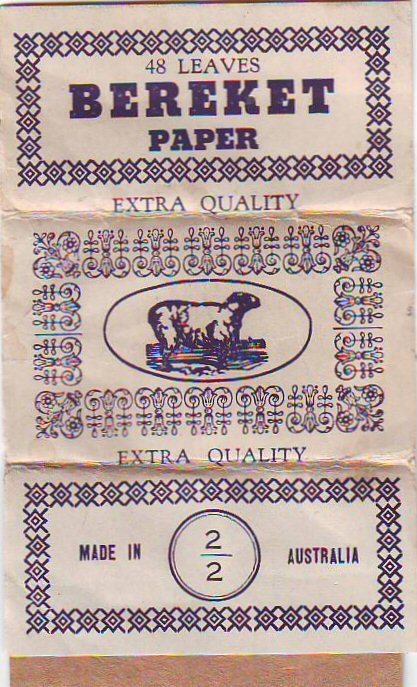 48 LEAVES
BEREKET
PAPER
EXTRA QUALITY
EXTRA QUALITY
MADE IN 2/2 AUSTRALIA